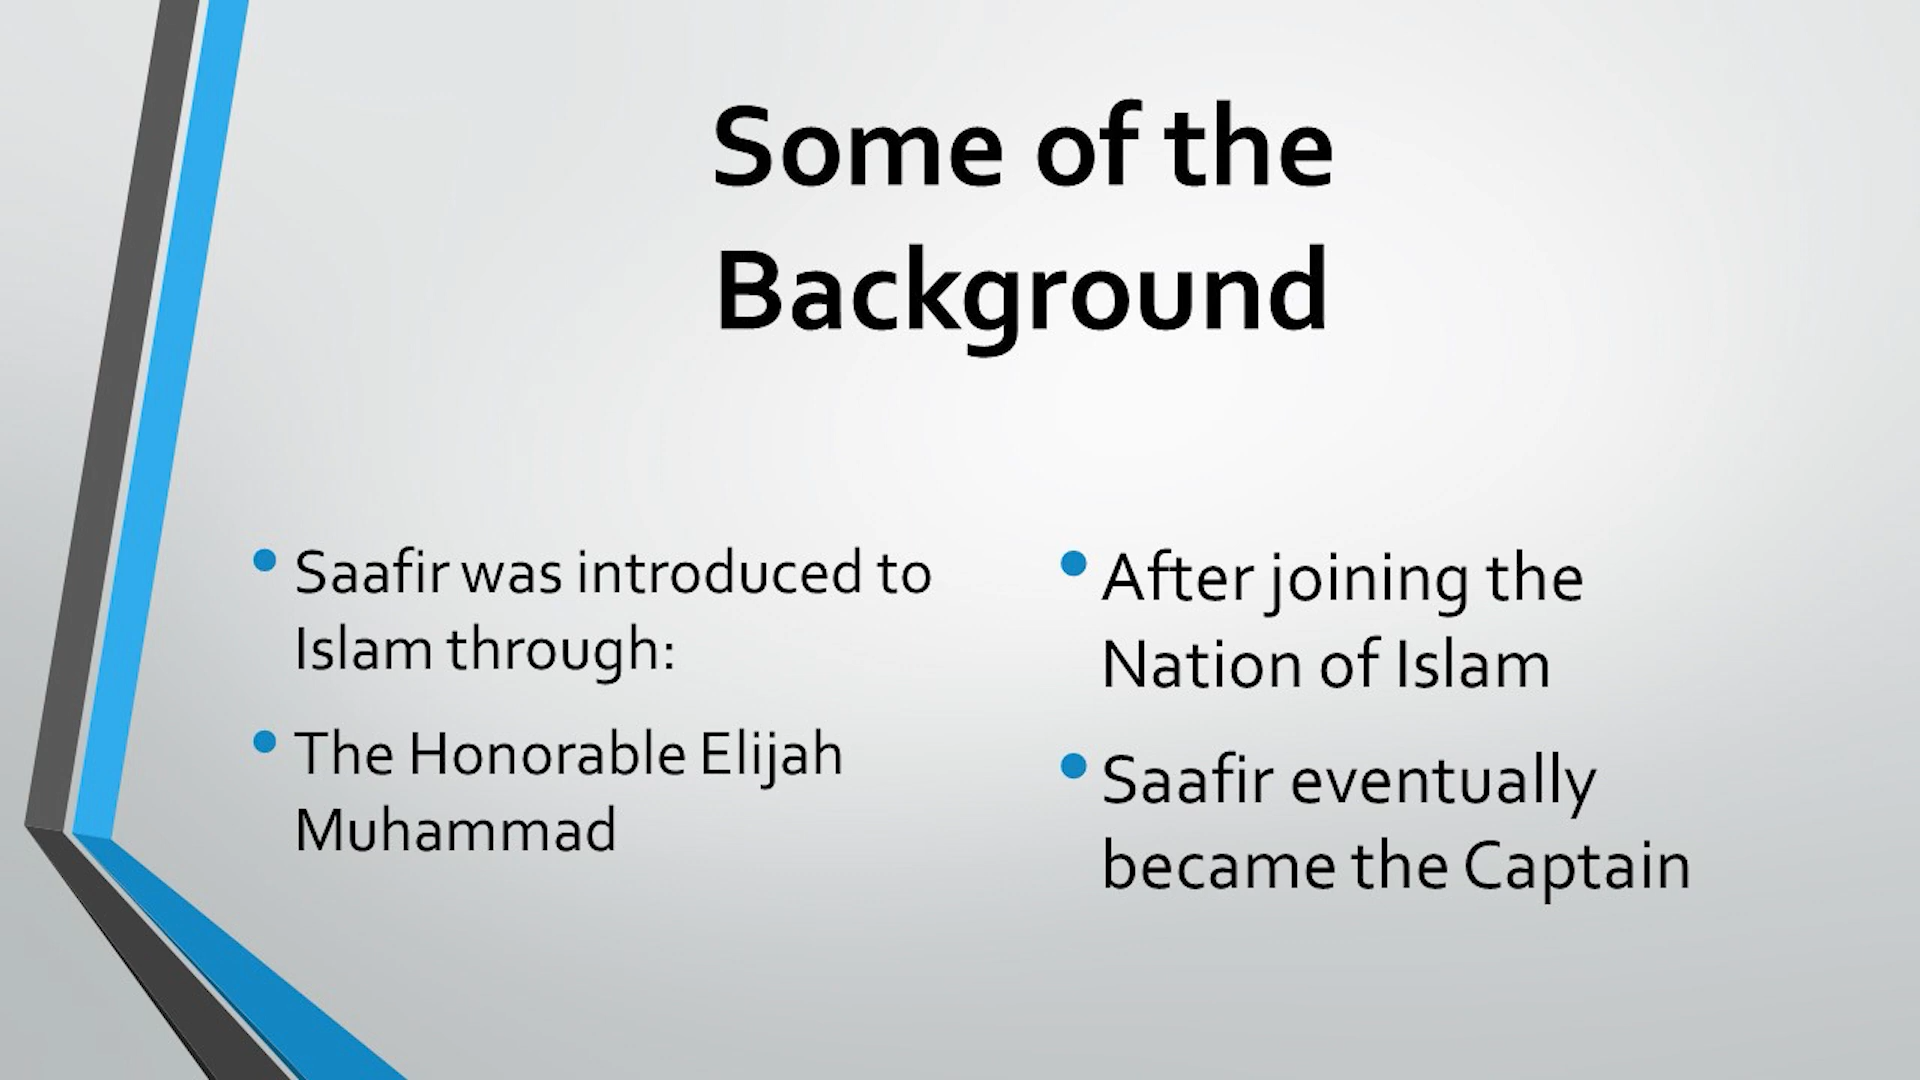 Some of the
Background
• Saafir was introduced to
Islam through:
• The Honorable Elijah
Muhammad
• After joining the
Nation of Islam
• Saafir eventually
became the Captain